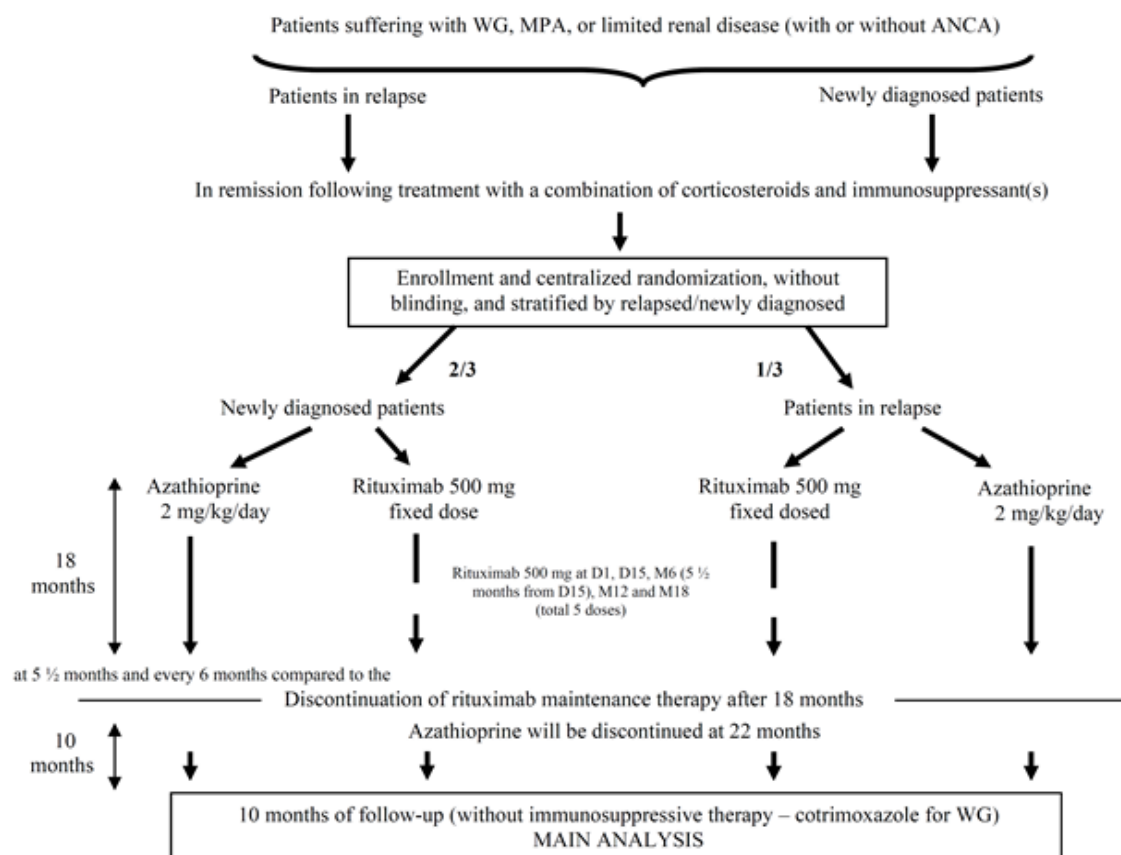 Patients suffering with WG, MPA, or limited renal disease (with or without ANCA)
Patients in relapse
Newly diagnosed patients
In remission following treatment with a combination of corticosteroids and immunosuppressant(s)
Enrollment and centralized randomization, without
blinding, and stratified by relapsed/newly diagnosed
2/3
1/3
Newly diagnosed patients
Patients in relapse
Azathioprine
2 mg/kg/day
Rituximab 500 mg
fixed dose
Rituximab 500 mg
fixed dosed
Azathioprine
2 mg/kg/day
18
months
Rituximab 500 mg at D1, D15, M6 (5 ½
months from D15), M12 and M18
(total 5 doses)
at 5 ½ months and every 6 months compared to the
Discontinuation of rituximab maintenance therapy after 18 months
Azathioprine will be discontinued at 22 months
10
months
10 months of follow-up (without immunosuppressive therapy – cotrimoxazole for WG)
MAIN ANALYSIS